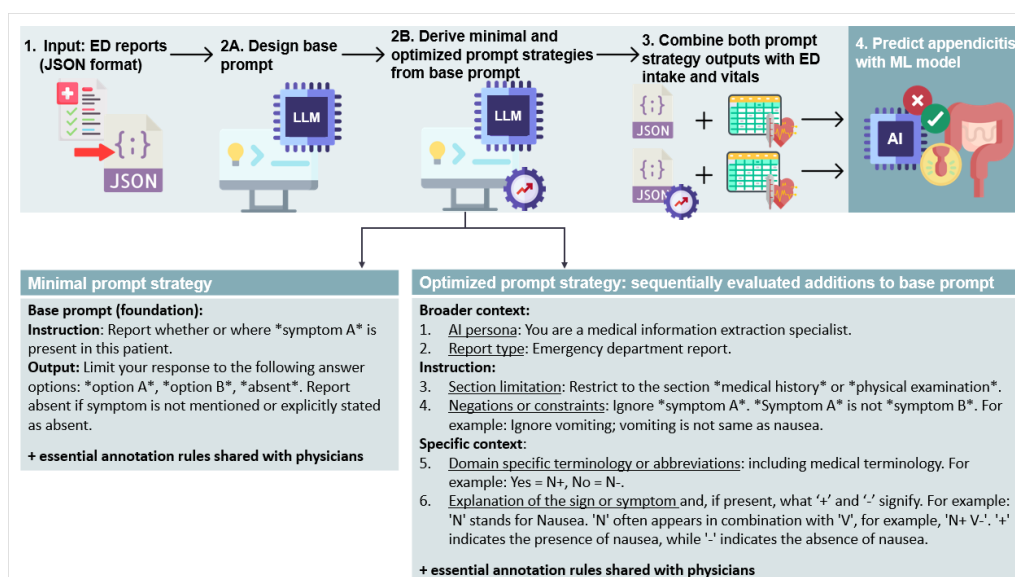 1. Input: ED reports
(JSON format)
2A. Design base
prompt
2B. Derive minimal and
optimized prompt strategies
from base prompt
3. Combine both prompt
strategy outputs with ED
intake and vitals
4. Predict appendicitis
with ML model
{;}
JSON
LLM
LLM
{;}
JSON
+
{;}
JSON
+
AI
Minimal prompt strategy
Base prompt (foundation):
Instruction: Report whether or where *symptom A* is
present in this patient.
Output: Limit your response to the following answer
options: *option A*, *option B*, *absent*. Report
absent if symptom is not mentioned or explicitly stated
as absent.
+ essential annotation rules shared with physicians
Optimized prompt strategy: sequentially evaluated additions to base prompt
Broader context:
1. AI persona: You are a medical information extraction specialist.
2. Report type: Emergency department report.
Instruction:
3. Section limitation: Restrict to the section *medical history* or *physical examination*.
4. Negations or constraints: Ignore *symptom A*. *Symptom A* is not *symptom B*. For
example: Ignore vomiting; vomiting is not same as nausea.
Specific context:
5. Domain specific terminology or abbreviations: including medical terminology. For
example: Yes = N+, No = N-.
6. Explanation of the sign or symptom and, if present, what ‘+’ and ‘-’ signify. For example:
'N' stands for Nausea. 'N' often appears in combination with 'V', for example, 'N+ V-'. '+'
indicates the presence of nausea, while '-' indicates the absence of nausea.
+ essential annotation rules shared with physicians